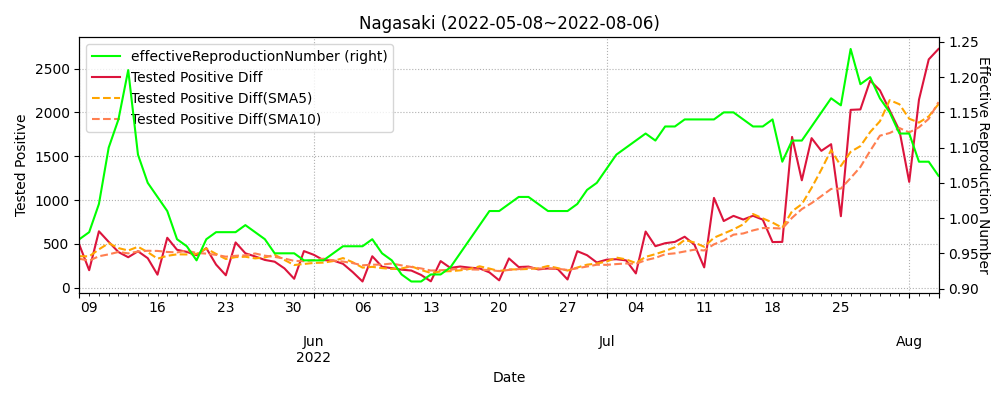 Nagasaki (2022-05-08~2022-08-06)
effectiveReproductionNumber (right)
Tested Positive Diff
Tested Positive Diff(SMA5)
Tested Positive Diff(SMA10)
Tested Positive
2500
2000
1500
1000
500
0
1.25
1.20
1.15
1.10
1.05
1.00
0.95
0.90
Effective Reproduction Number
09 16 23 30 06 13 20 27 04 11 18 25
Jun Jul Aug
2022
Date